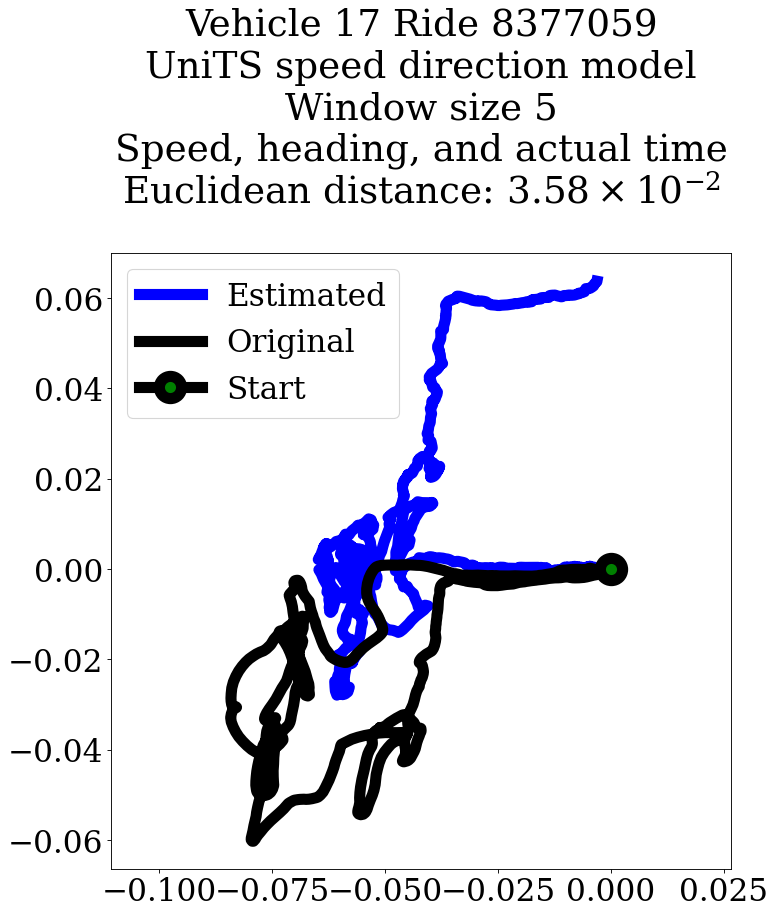 Vehicle 17 Ride 8377059
UniTS speed direction model
Window size 5
Speed, heading, and actual time
Euclidean distance: 3.58 × 10⁻²
Estimated
Original
Start
0.06
0.04
0.02
0.00
−0.02
−0.04
−0.06
−0.100 −0.075 −0.050 −0.025 0.000 0.025